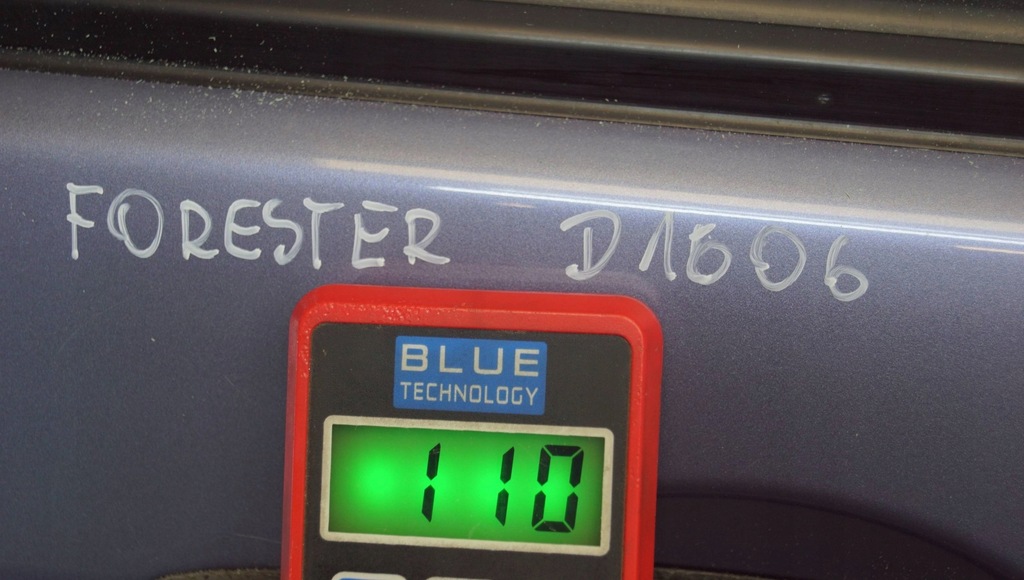 FORESTER D1606
BLUE
TECHNOLOGY
110